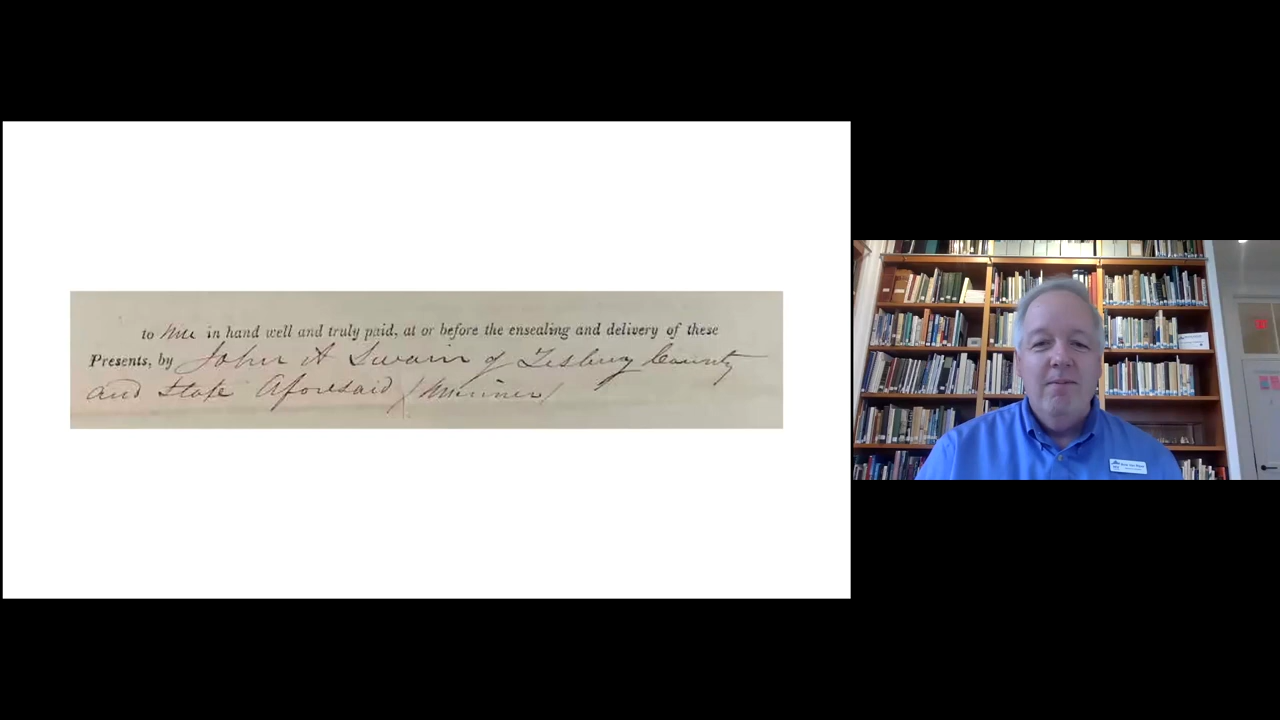 to me in hand well and truly paid, at or before the ensealing and delivery of these
Presents, by John A Swain of Tisbury County
and State Aforesaid (Mariner)